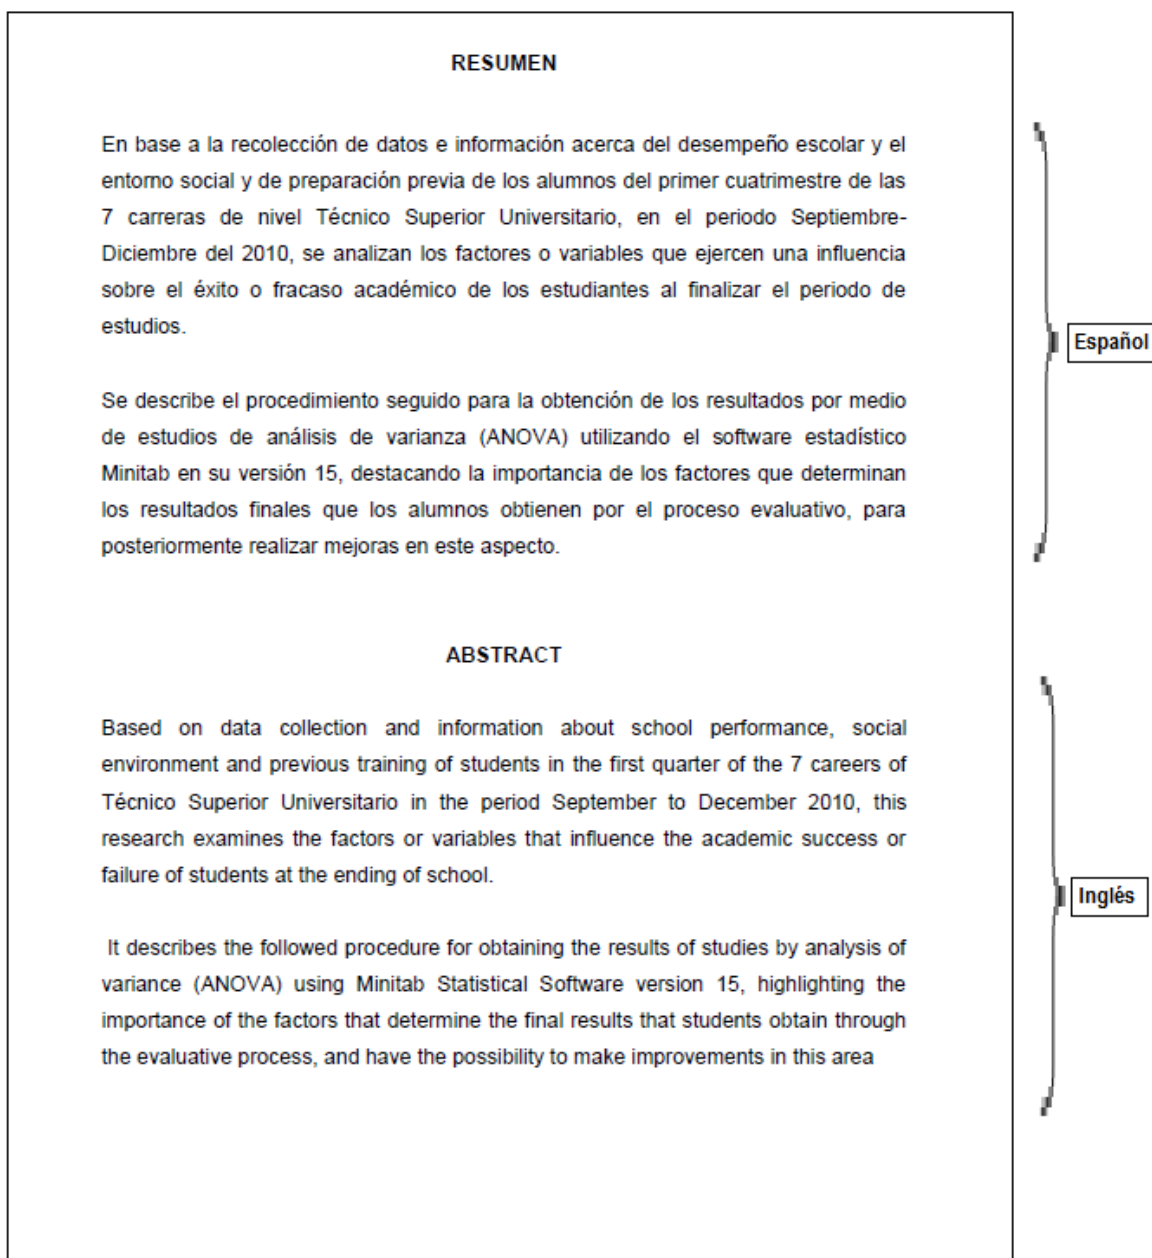 RESUMEN
En base a la recolección de datos e información acerca del desempeño escolar y el
entorno social y de preparación previa de los alumnos del primer cuatrimestre de las
7 carreras de nivel Técnico Superior Universitario, en el periodo Septiembre-
Diciembre del 2010, se analizan los factores o variables que ejercen una influencia
sobre el éxito o fracaso académico de los estudiantes al finalizar el periodo de
estudios.
Español
Se describe el procedimiento seguido para la obtención de los resultados por medio
de estudios de análisis de varianza (ANOVA) utilizando el software estadístico
Minitab en su versión 15, destacando la importancia de los factores que determinan
los resultados finales que los alumnos obtienen por el proceso evaluativo, para
posteriormente realizar mejoras en este aspecto.
ABSTRACT
Based on data collection and information about school performance, social
environment and previous training of students in the first quarter of the 7 careers of
Técnico Superior Universitario in the period September to December 2010, this
research examines the factors or variables that influence the academic success or
failure of students at the ending of school.
Inglés
It describes the followed procedure for obtaining the results of studies by analysis of
variance (ANOVA) using Minitab Statistical Software version 15, highlighting the
importance of the factors that determine the final results that students obtain through
the evaluative process, and have the possibility to make improvements in this area